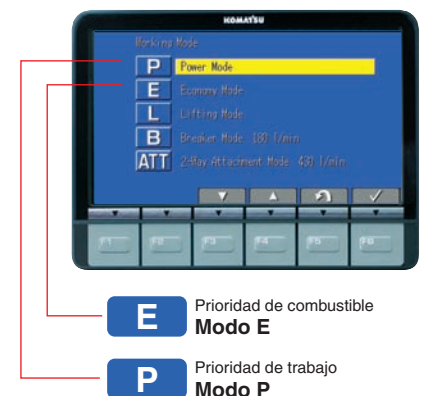 KOMATSU
Working Mode
P Power Mode
E Economy Mode
L Lifting Mode
B Breaker Mode 180 l/min
ATT 2-Way Attachment Mode 430 l/min
F1 F2 F3 F4 F5 F6
E Prioridad de combustible
Modo E
P Prioridad de trabajo
Modo P